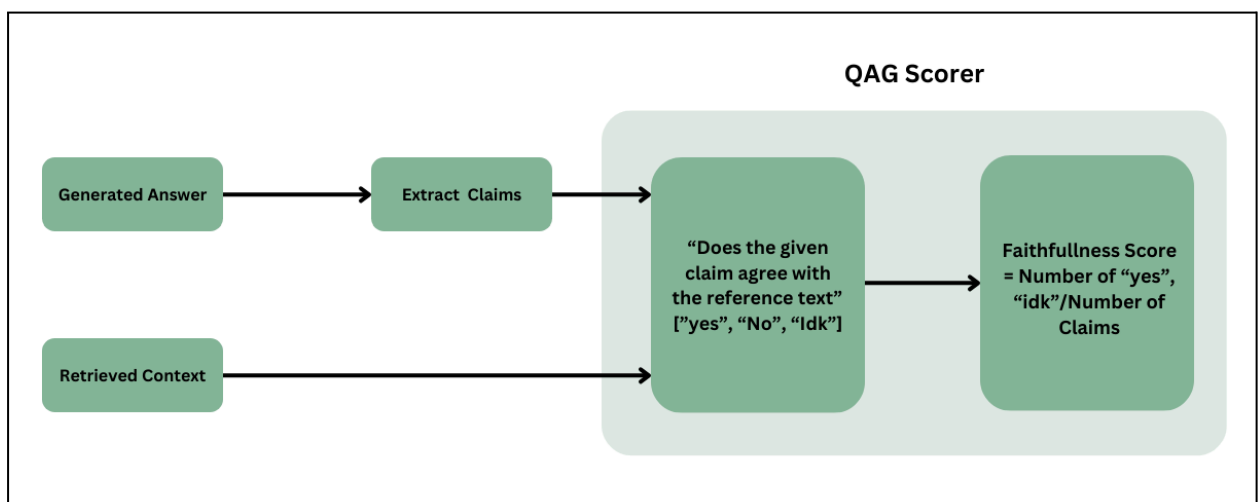 QAG Scorer
Generated Answer
Extract Claims
“Does the given
claim agree with
the reference text”
[”yes”, “No”, “Idk”]
Faithfullness Score
= Number of “yes”,
“idk”/Number of
Claims
Retrieved Context